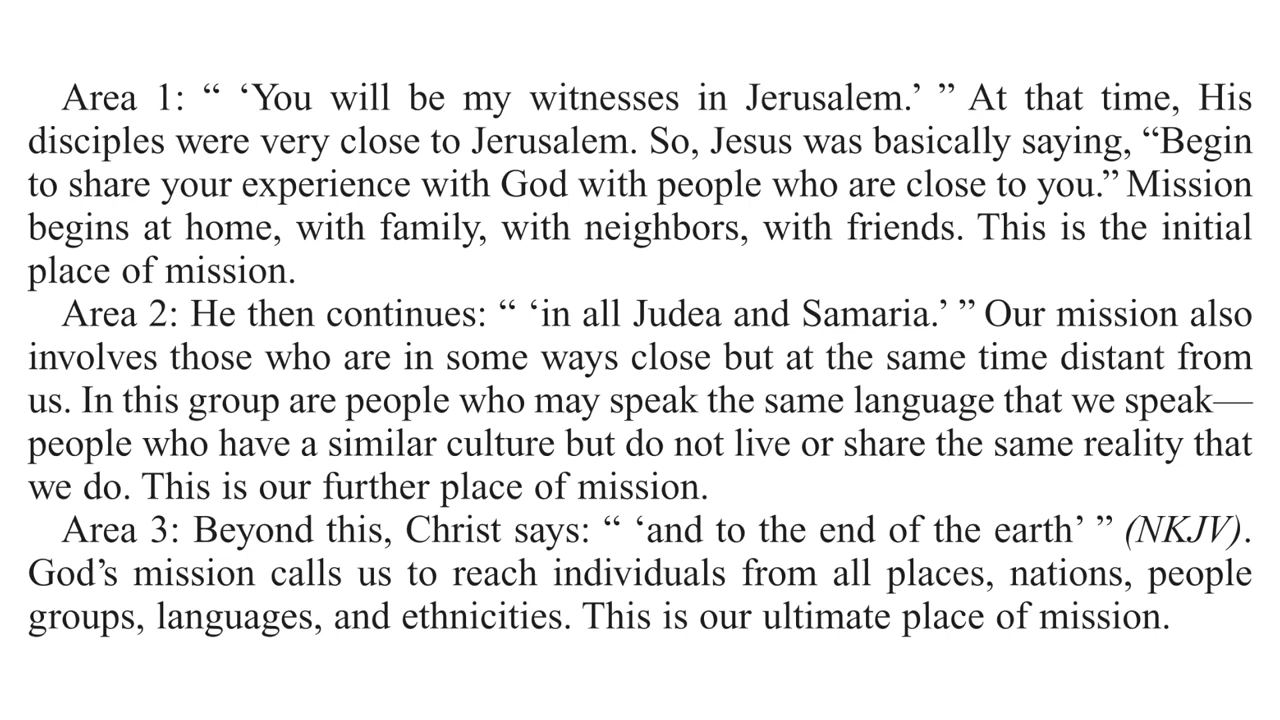 Area 1: “ ‘You will be my witnesses in Jerusalem.’ ” At that time, His
disciples were very close to Jerusalem. So, Jesus was basically saying, “Begin
to share your experience with God with people who are close to you.” Mission
begins at home, with family, with neighbors, with friends. This is the initial
place of mission.
Area 2: He then continues: “ ‘in all Judea and Samaria.’ ” Our mission also
involves those who are in some ways close but at the same time distant from
us. In this group are people who may speak the same language that we speak—
people who have a similar culture but do not live or share the same reality that
we do. This is our further place of mission.
Area 3: Beyond this, Christ says: “ ‘and to the end of the earth’ ” (NKJV).
God’s mission calls us to reach individuals from all places, nations, people
groups, languages, and ethnicities. This is our ultimate place of mission.